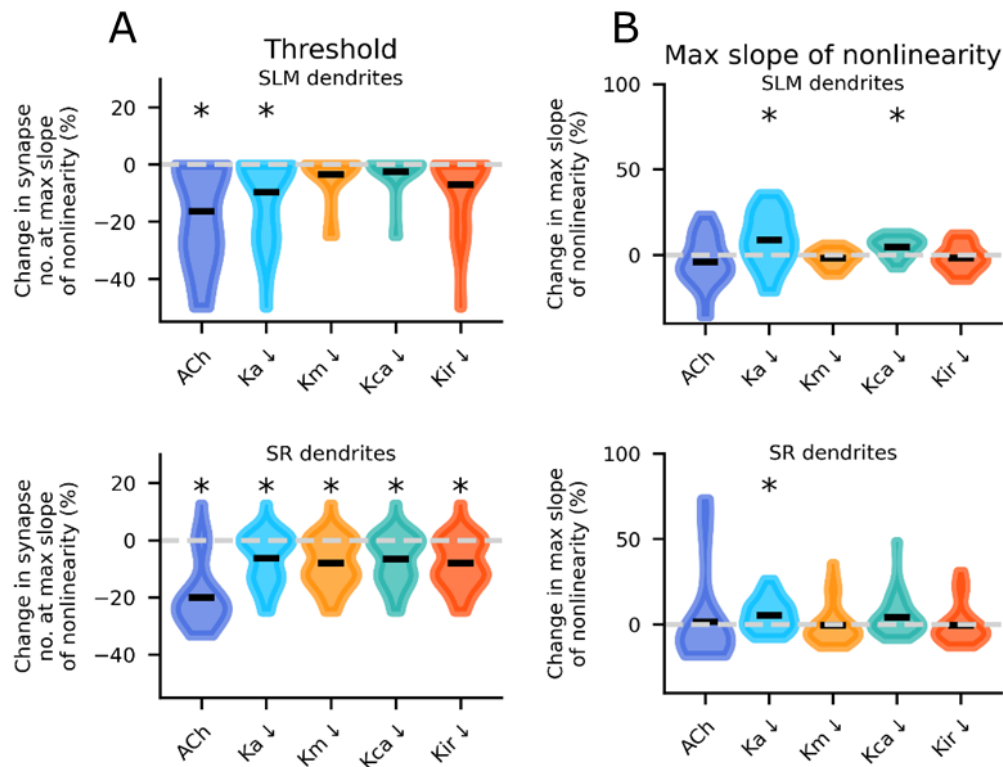 A
Threshold
SLM dendrites
Change in synapse
no. at max slope
of nonlinearity (%)
20
0
−20
−40
* *
ACh Ka ↓ Km ↓ Kca ↓ Kir ↓
B
Max slope of nonlinearity
SLM dendrites
Change in max slope
of nonlinearity (%)
100
50
0
* *
ACh Ka ↓ Km ↓ Kca ↓ Kir ↓
SR dendrites
Change in synapse
no. at max slope
of nonlinearity (%)
20
0
−20
−40
* * * * *
ACh Ka ↓ Km ↓ Kca ↓ Kir ↓
SR dendrites
Change in max slope
of nonlinearity (%)
100
50
0
*
ACh Ka ↓ Km ↓ Kca ↓ Kir ↓